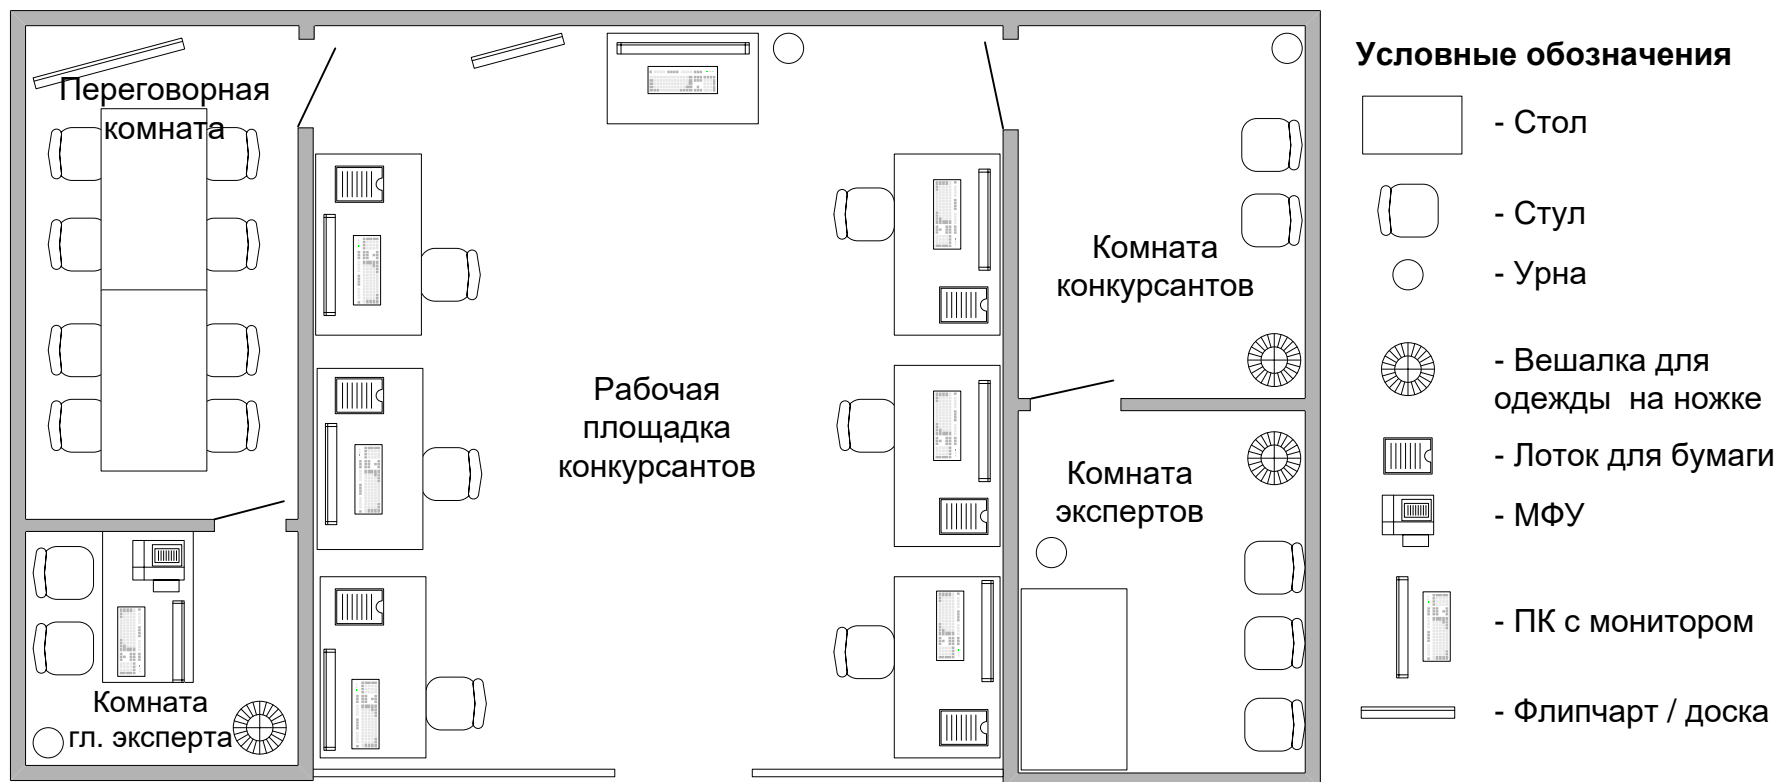 Переговорная
комната
Рабочая
площадка
конкурсантов
Комната
конкурсантов
Комната
экспертов
Комната
гл. эксперта
Условные обозначения
- Стол
- Стул
- Урна
- Вешалка для
одежды на ножке
- Лоток для бумаги
- МФУ
- ПК с монитором
- Флипчарт / доска